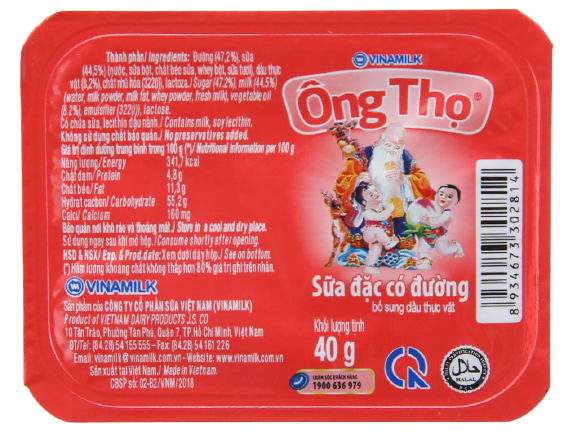 Thành phần/ Ingredients: Đường (47,2%), sữa
(44,5%) (nước, sữa bột, chất béo sữa, whey bột, sữa tươi), dầu thực
vật (8,2%), chất nhũ hóa (322(i)), lactoza./ Sugar (47.2%), milk (44.5%)
(water, milk powder, milk fat, whey powder, fresh milk), vegetable oil
(8.2%), emulsifier (322(i)), lactose.
Có chứa sữa, lecithin đậu nành./ Contains milk, soy lecithin.
Không sử dụng chất bảo quản./ No preservatives added.
Giá trị dinh dưỡng trung bình trong 100 g (*)/ Nutritional information per 100 g
Năng lượng/ Energy 341,7 kcal
Chất đạm/ Protein 4,8 g
Chất béo/ Fat 11,3 g
Hydrat cacbon/ Carbohydrate 55,2 g
Calci/ Calcium 160 mg
Bảo quản nơi khô ráo và thoáng mát./ Store in a cool and dry place.
Sử dụng ngay sau khi mở hộp./ Consume shortly after opening.
HSD & NSX/ Exp. & Prod.date: Xem dưới đáy hộp./ See on bottom.
(*) Hàm lượng khoáng chất không thấp hơn 80% giá trị ghi trên nhãn.
VINAMILK
Sản phẩm của CÔNG TY CỔ PHẦN SỮA VIỆT NAM (VINAMILK)
Product of VIETNAM DAIRY PRODUCTS J.S. CO
10 Tân Trào, Phường Tân Phú, Quận 7, TP. Hồ Chí Minh, Việt Nam
ĐT/Tel: (84.28) 54 155 555 – Fax: (84.28) 54 161 226
Email: vinamilk@vinamilk.com.vn - Website: www.vinamilk.com.vn
Sản xuất tại Việt Nam./ Made in Vietnam.
CBSP số: 02-B2/VNM/2018
VINAMILK
Ông Thọ®
Sữa đặc có đường
bổ sung dầu thực vật
Khối lượng tịnh
40 g
CHĂM SÓC KHÁCH HÀNG
1900 636 979
HALAL
8 934673 302814